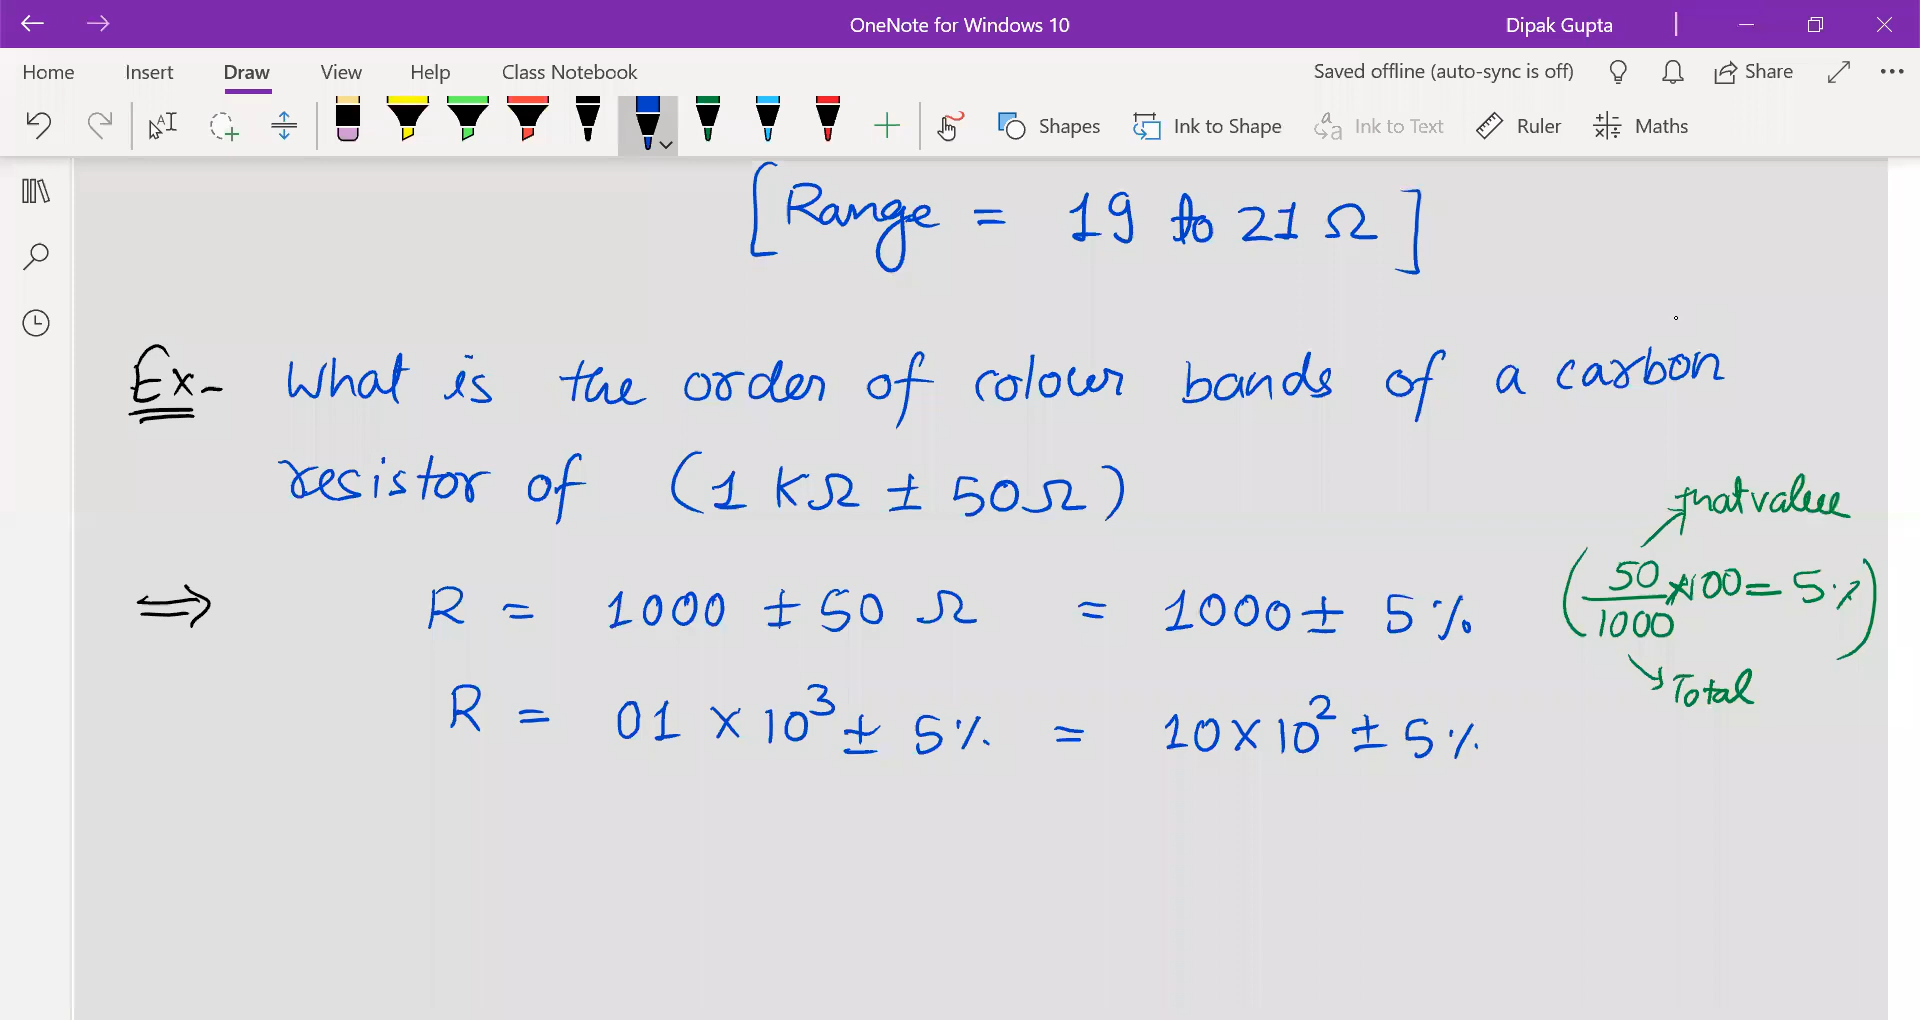 OneNote for Windows 10
Dipak Gupta
Home Insert Draw View Help Class Notebook
Saved offline (auto-sync is off) Share
Shapes Ink to Shape Ink to Text Ruler Maths
[Range = 19 to 21 Ω]
Ex- What is the order of colour bands of a carbon
resistor of (1 KΩ ± 50Ω)
⇒ R = 1000 ± 50 Ω = 1000 ± 5%
that value
(50/1000 × 100 = 5%)
Total
R = 01 × 10³ ± 5% = 10 × 10² ± 5%